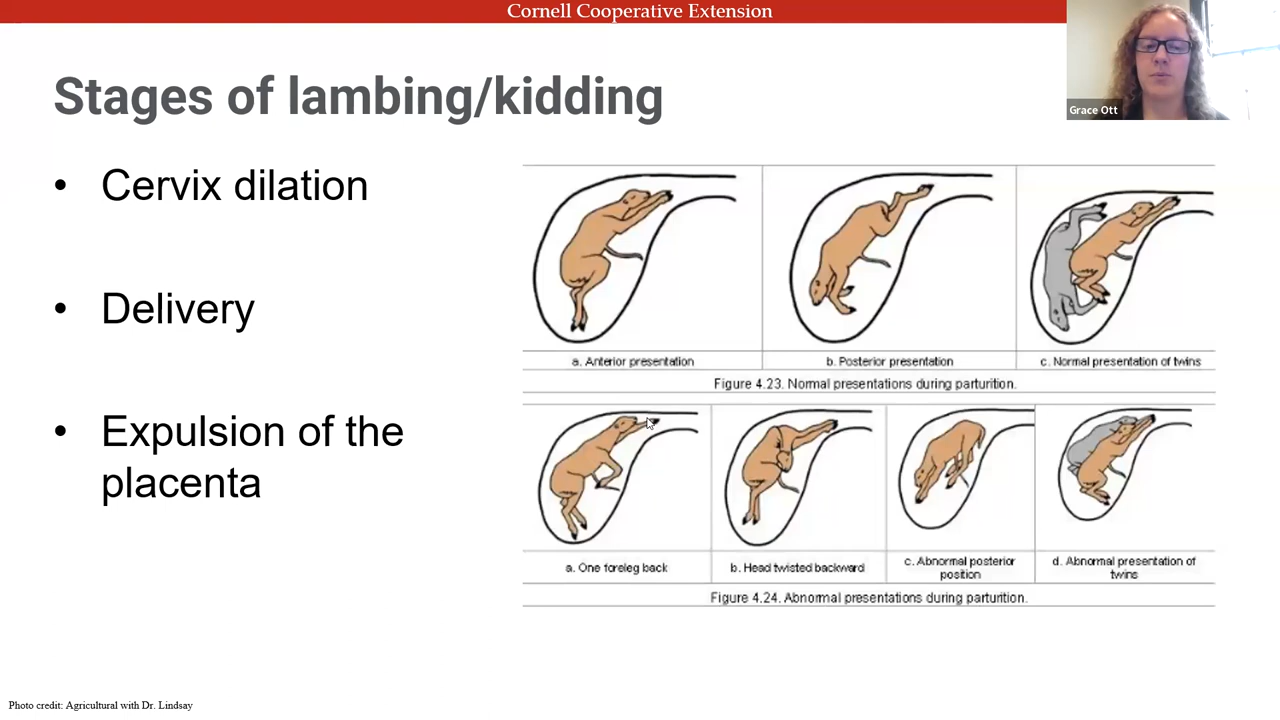 Cornell Cooperative Extension
Grace Ott
Stages of lambing/kidding
• Cervix dilation
• Delivery
• Expulsion of the
placenta
a. Anterior presentation
b. Posterior presentation
c. Normal presentation of twins
Figure 4.23. Normal presentations during parturition.
a. One foreleg back
b. Head twisted backward
c. Abnormal posterior
position
d. Abnormal presentation of
twins
Figure 4.24. Abnormal presentations during parturition.
Photo credit: Agricultural with Dr. Lindsay